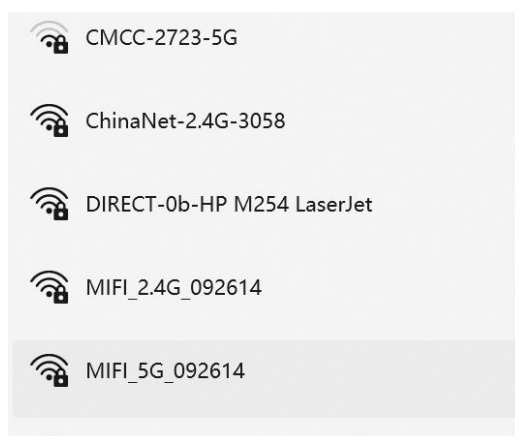 CMCC-2723-5G
ChinaNet-2.4G-3058
DIRECT-0b-HP M254 LaserJet
MIFI_2.4G_092614
MIFI_5G_092614